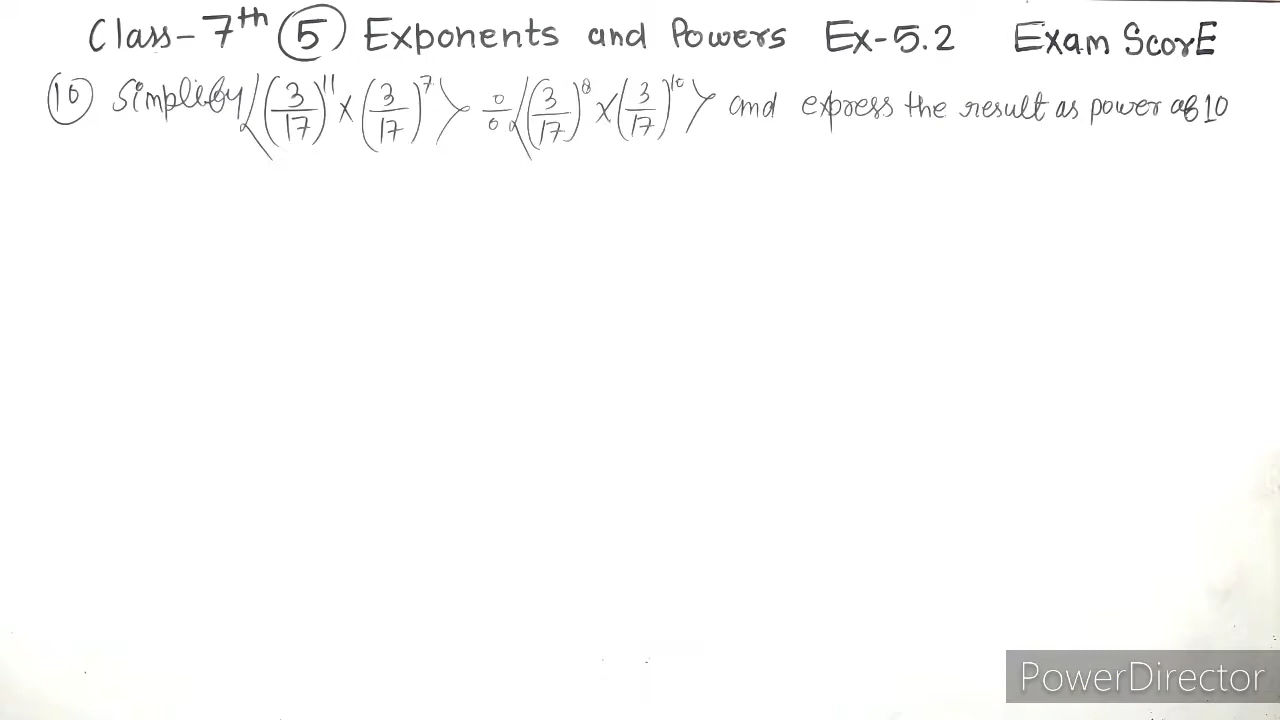 Class-7th (5) Exponents and Powers Ex-5.2 Exam ScorE
(10) Simplify {(3/17)^11 × (3/17)^7} ÷ {(3/17)^8 × (3/17)^10} and express the result as power of 10
PowerDirector